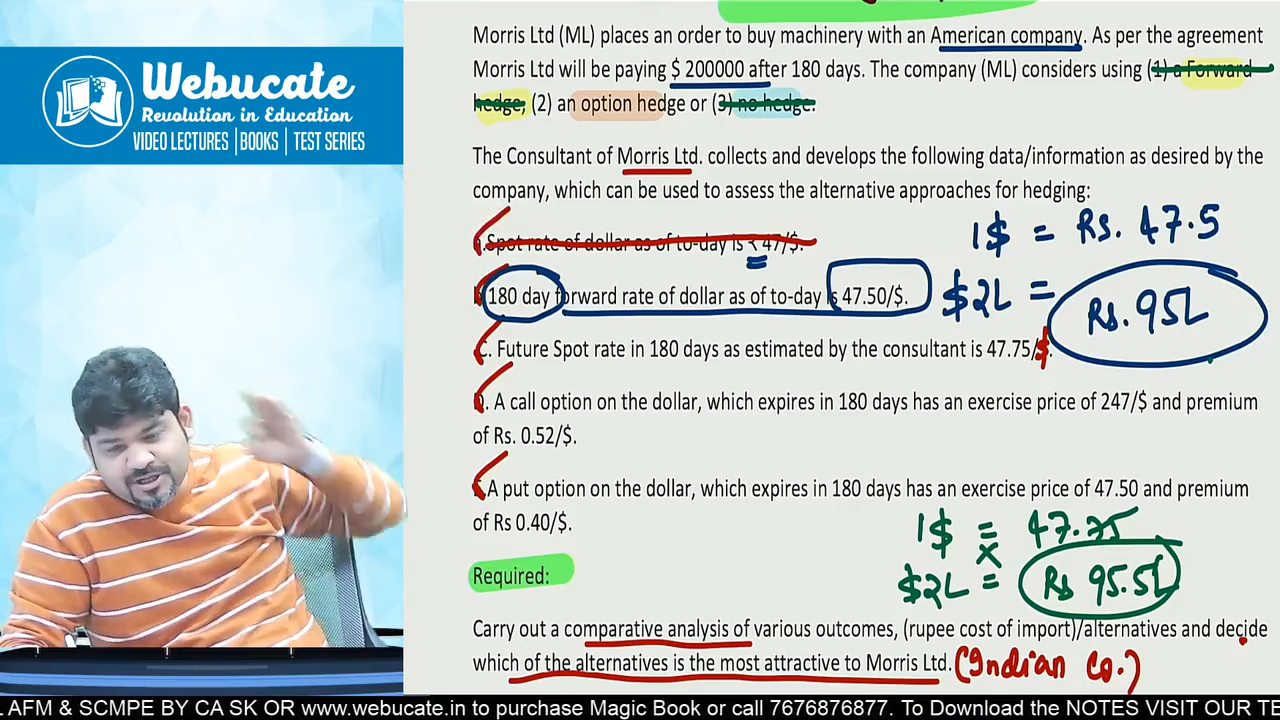 Morris Ltd (ML) places an order to buy machinery with an American company. As per the agreement
Morris Ltd will be paying $ 200000 after 180 days. The company (ML) considers using (1) a Forward
hedge, (2) an option hedge or (3) no hedge.
Webucate
Revolution in Education
VIDEO LECTURES | BOOKS | TEST SERIES
The Consultant of Morris Ltd. collects and develops the following data/information as desired by the
company, which can be used to assess the alternative approaches for hedging:
Spot rate of dollar as of to-day is ₹ 47/$.
1$ = Rs. 47.5
180 day forward rate of dollar as of to-day is 47.50/$.
$2L = Rs. 95L
C. Future Spot rate in 180 days as estimated by the consultant is 47.75/$.
D. A call option on the dollar, which expires in 180 days has an exercise price of 247/$ and premium
of Rs. 0.52/$.
A put option on the dollar, which expires in 180 days has an exercise price of 47.50 and premium
of Rs 0.40/$.
1$ = 47.75
x
$2L = Rs 95.5L
Required:
Carry out a comparative analysis of various outcomes, (rupee cost of import)/alternatives and decide
which of the alternatives is the most attractive to Morris Ltd. (Indian Co.)
L AFM & SCMPE BY CA SK OR www.webucate.in to purchase Magic Book or call 7676876877. To Download the NOTES VISIT OUR TE